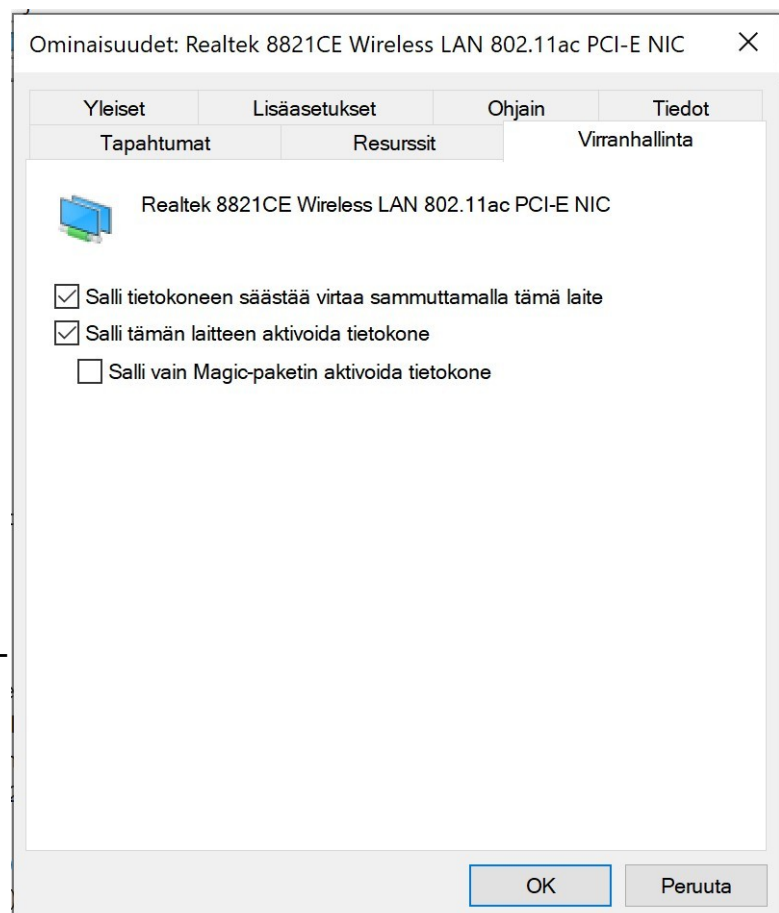 Ominaisuudet: Realtek 8821CE Wireless LAN 802.11ac PCI-E NIC
Yleiset Lisäasetukset Ohjain Tiedot
Tapahtumat Resurssit Virranhallinta
Realtek 8821CE Wireless LAN 802.11ac PCI-E NIC
Salli tietokoneen säästää virtaa sammuttamalla tämä laite
Salli tämän laitteen aktivoida tietokone
Salli vain Magic-paketin aktivoida tietokone
OK Peruuta